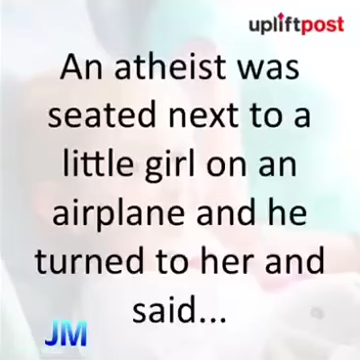 upliftpost
An atheist was
seated next to a
little girl on an
airplane and he
turned to her and
said...
JM